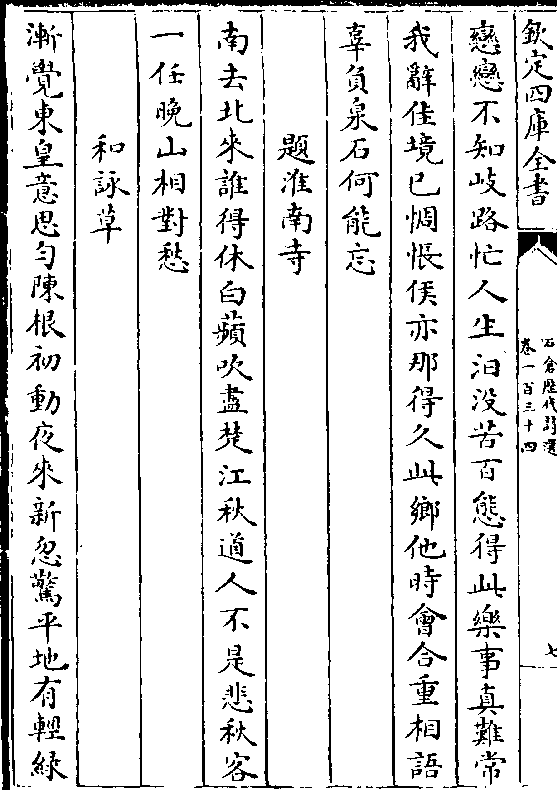 欽定四庫全書
石倉歷代詩選
卷一百三十四
七
戀戀不知岐路忙人生汩没苦百態得此樂事真難常
我辭佳境已惆悵侯亦那得久此鄉他時會合重相語
辜負泉石何能忘
題淮南寺
南去北來誰得休白蘋吹盡楚江秋道人不是悲秋客
一任晚山相對愁
和詠草
漸覺東皇意思勻陳根初動夜來新忽驚平地有輕綠